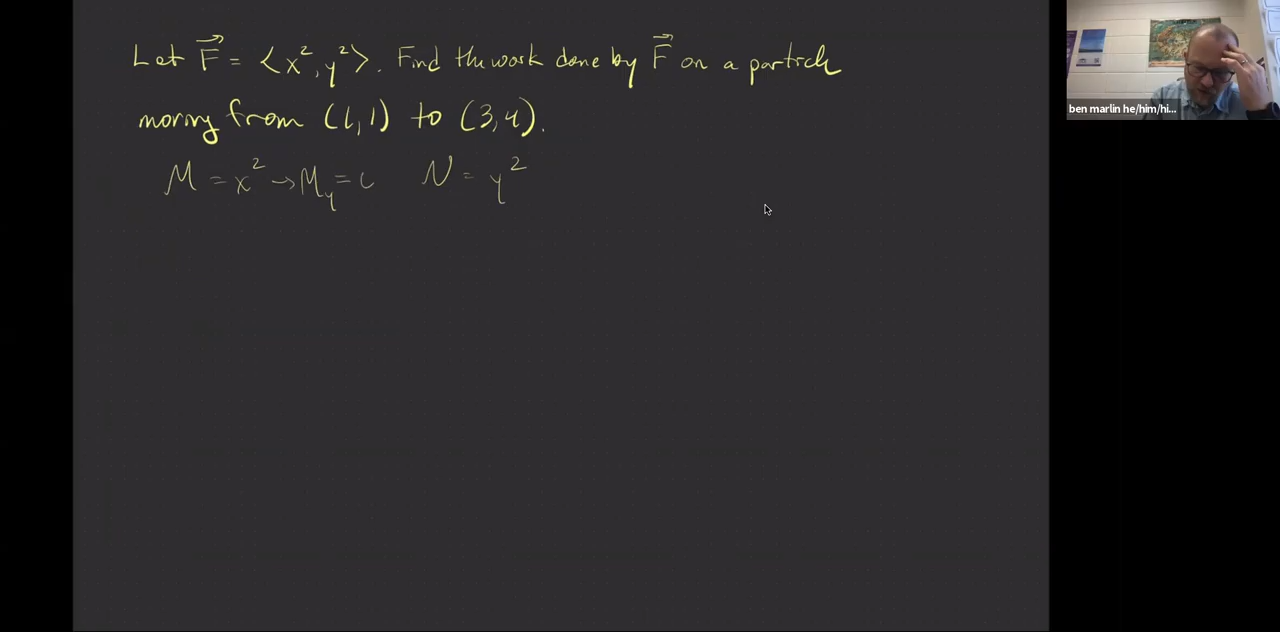 Let F⃗ = ⟨x², y²⟩. Find the work done by F⃗ on a particle
moving from (1,1) to (3,4).
M = x² → M_y = 0 N = y²
ben marlin he/him/hi...